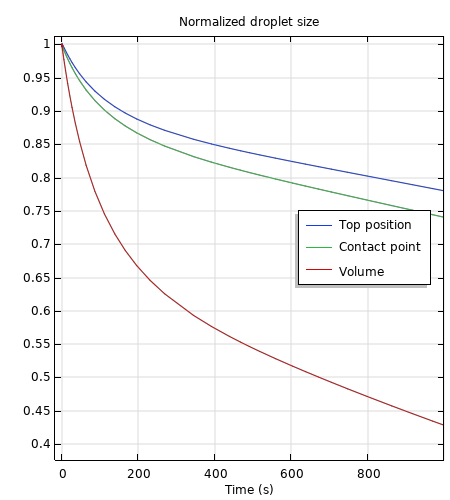 Normalized droplet size
1
0.95
0.9
0.85
0.8
0.75
0.7
0.65
0.6
0.55
0.5
0.45
0.4
Top position
Contact point
Volume
0 200 400 600 800
Time (s)